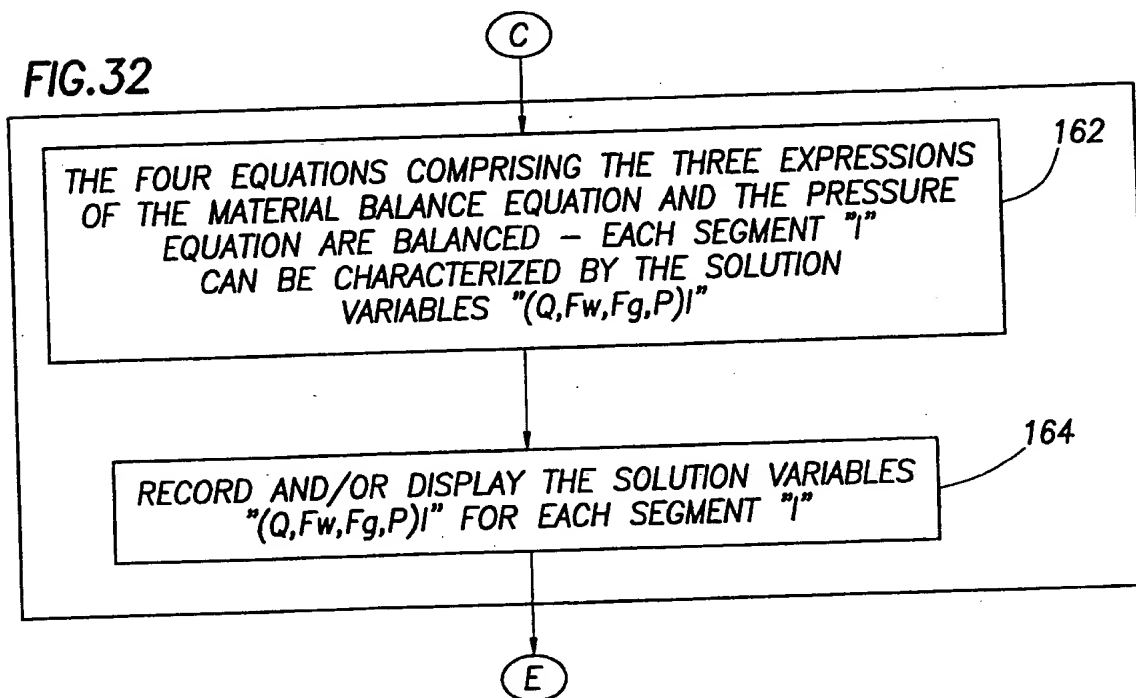 C
FIG.32
162
THE FOUR EQUATIONS COMPRISING THE THREE EXPRESSIONS
OF THE MATERIAL BALANCE EQUATION AND THE PRESSURE
EQUATION ARE BALANCED – EACH SEGMENT "I"
CAN BE CHARACTERIZED BY THE SOLUTION
VARIABLES "(Q,Fw,Fg,P)I"
164
RECORD AND/OR DISPLAY THE SOLUTION VARIABLES
"(Q,Fw,Fg,P)I" FOR EACH SEGMENT "I"
E